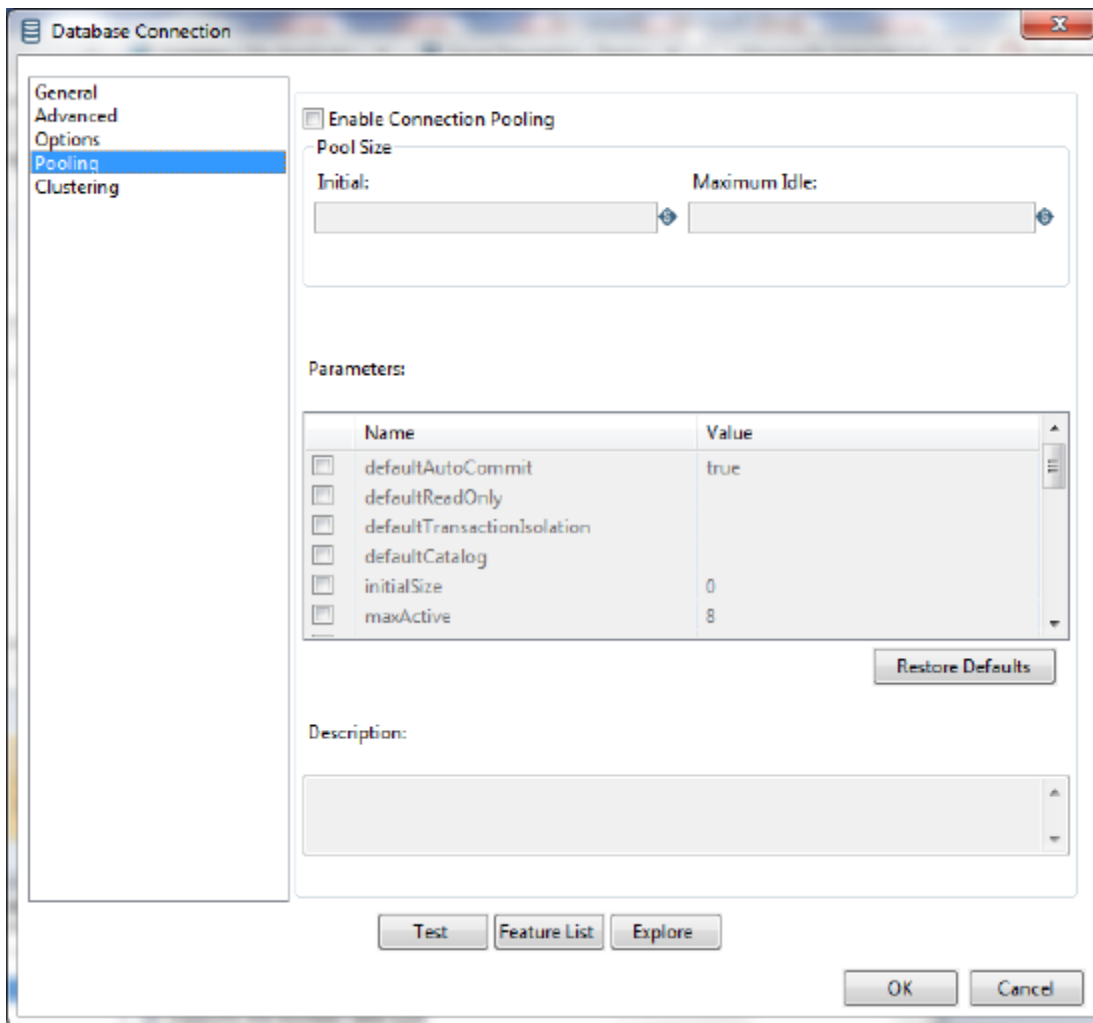 Database Connection
General
Advanced
Options
Pooling
Clustering
Enable Connection Pooling
Pool Size
Initial: Maximum Idle:
Parameters:
Name Value
defaultAutoCommit true
defaultReadOnly
defaultTransactionIsolation
defaultCatalog
initialSize 0
maxActive 8
Restore Defaults
Description:
Test Feature List Explore
OK Cancel